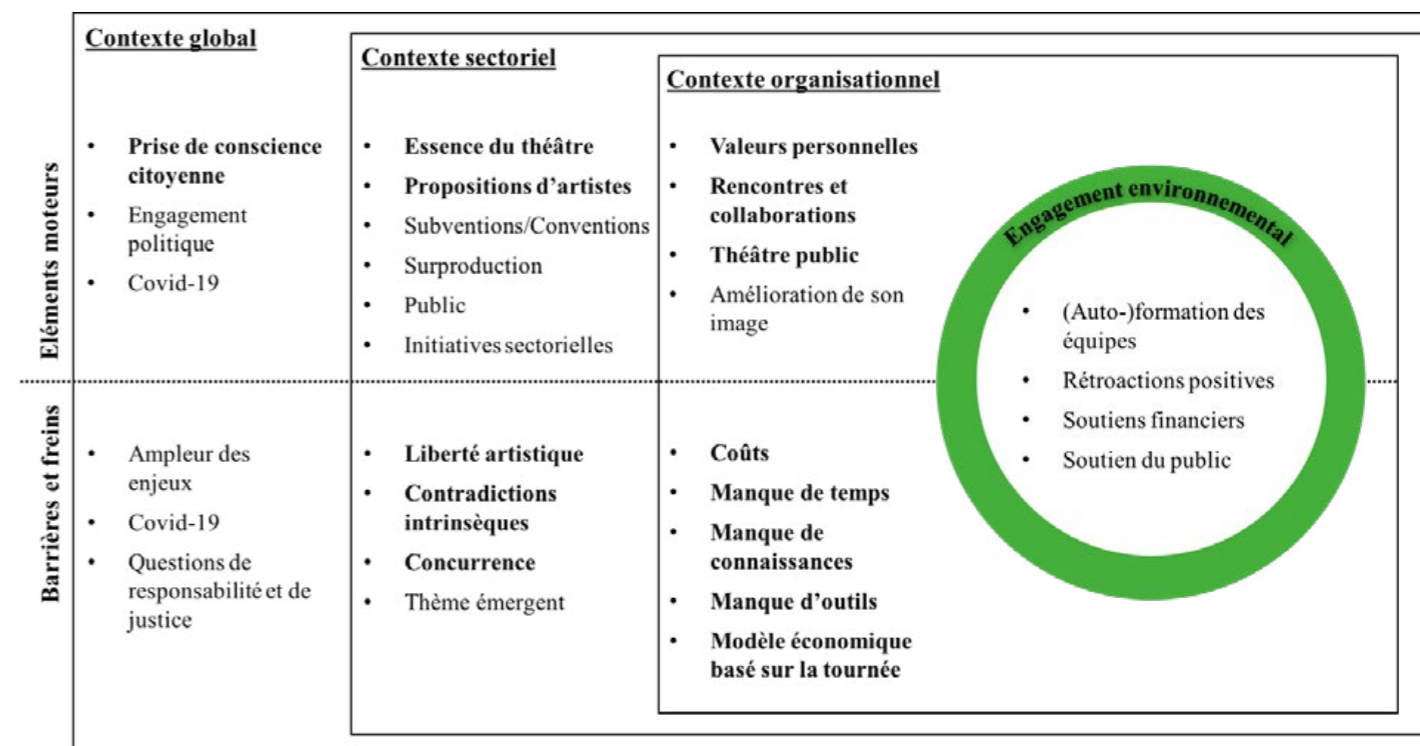 Contexte global
Contexte sectoriel
Contexte organisationnel
Eléments moteurs
• Prise de conscience
citoyenne
• Engagement
politique
• Covid-19
• Essence du théâtre
• Propositions d’artistes
• Subventions/Conventions
• Surproduction
• Public
• Initiatives sectorielles
• Valeurs personnelles
• Rencontres et
collaborations
• Théâtre public
• Amélioration de son
image
Barrières et freins
• Ampleur des
enjeux
• Covid-19
• Questions de
responsabilité et de
justice
• Liberté artistique
• Contradictions
intrinsèques
• Concurrence
• Thème émergent
• Coûts
• Manque de temps
• Manque de
connaissances
• Manque d’outils
• Modèle économique
basé sur la tournée
Engagement environnemental
• (Auto-)formation des
équipes
• Rétroactions positives
• Soutiens financiers
• Soutien du public